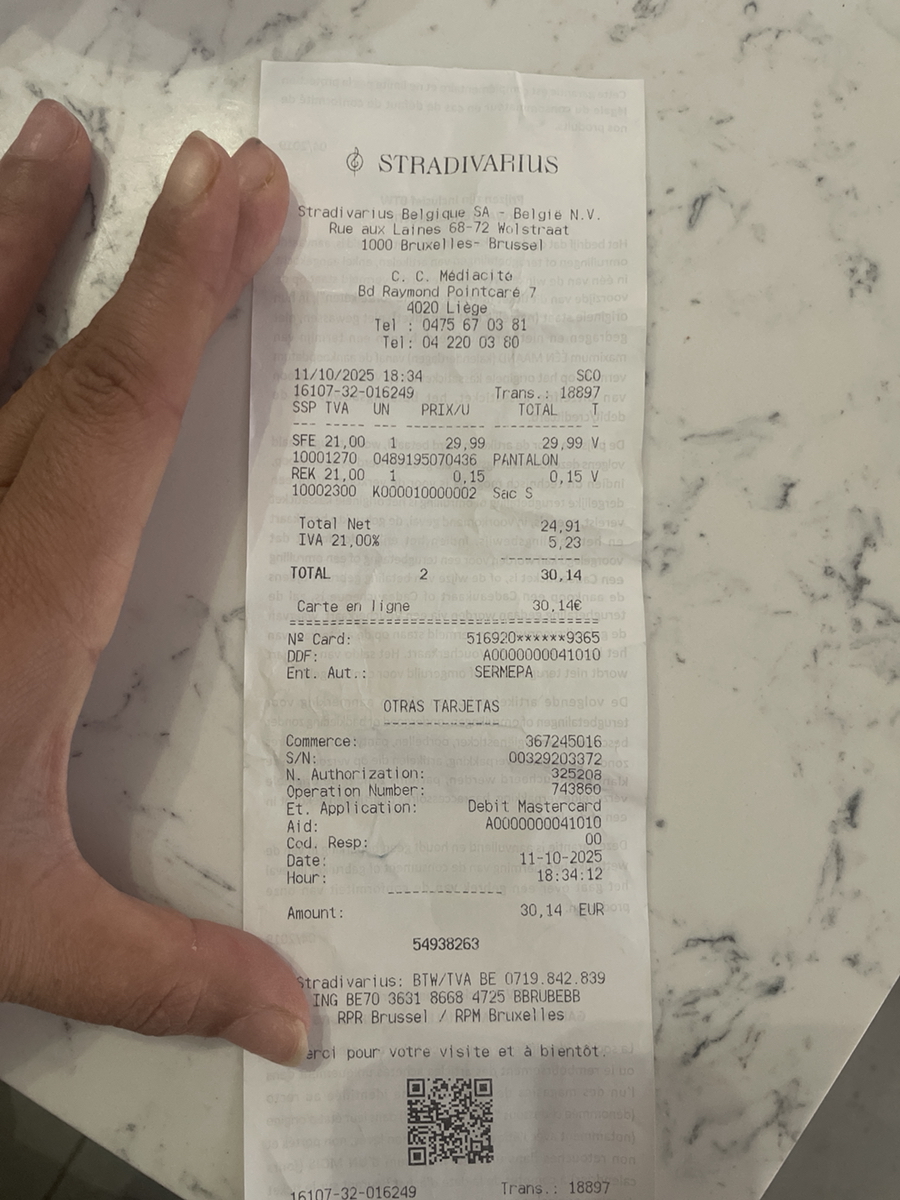 STRADIVARIUS
Stradivarius Belgique SA - België N.V.
Rue aux Laines 68-72 Wolstraat
1000 Bruxelles- Brussel
C. C. Médiacité
Bd Raymond Pointcaré 7
4020 Liège
Tel : 0475 67 03 81
Tel: 04 220 03 80
11/10/2025 18:34 SCO
16107-32-016249 Trans.: 18897
SSP TVA UN PRIX/U TOTAL T
--- ----- --- ---------- ---------- -
SFE 21,00 1 29,99 29,99 V
10001270 0489195070436 PANTALON
REK 21,00 1 0,15 0,15 V
10002300 K000010000002 Sac S
Total Net 24,91
IVA 21,00% 5,23
----------
TOTAL 2 30,14
Carte en ligne 30,14€
======================================
Nº Card: 516920******9365
DDF: A0000000041010
Ent. Aut.: SERMEPA
OTRAS TARJETAS
--------------
Commerce: 367245016
S/N: 00329203372
N. Authorization: 325208
Operation Number: 743860
Et. Application: Debit Mastercard
Aid: A0000000041010
Cod. Resp: 00
Date: 11-10-2025
Hour: 18:34:12
--------------
Amount: 30,14 EUR
54938263
Stradivarius: BTW/TVA BE 0719.842.839
ING BE70 3631 8668 4725 BBRUBEBB
RPR Brussel / RPM Bruxelles
erci pour votre visite et à bientôt.
16107-32-016249 Trans.: 18897